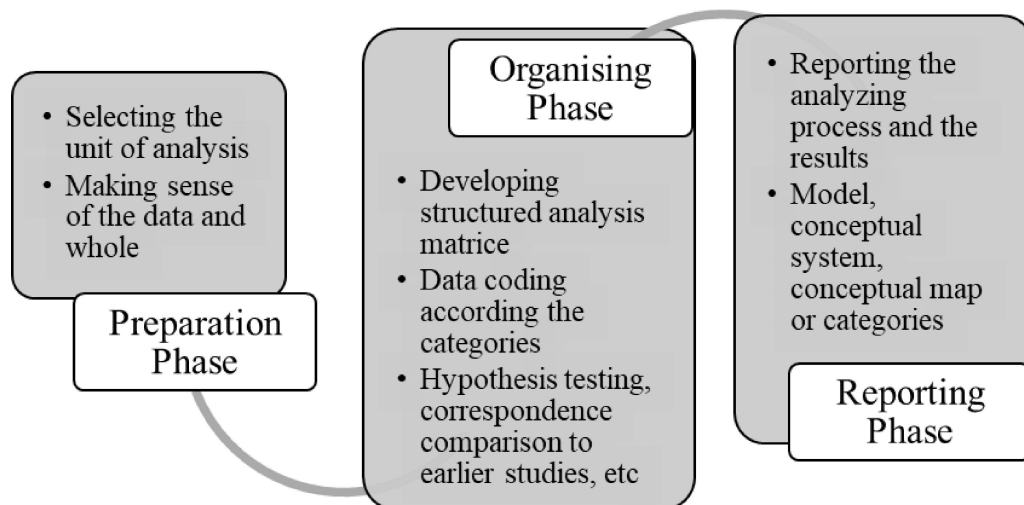 • Selecting the
unit of analysis
• Making sense
of the data and
whole
Preparation
Phase
Organising
Phase
• Developing
structured analysis
matrice
• Data coding
according the
categories
• Hypothesis testing,
correspondence
comparison to
earlier studies, etc
• Reporting the
analyzing
process and the
results
• Model,
conceptual
system,
conceptual map
or categories
Reporting
Phase